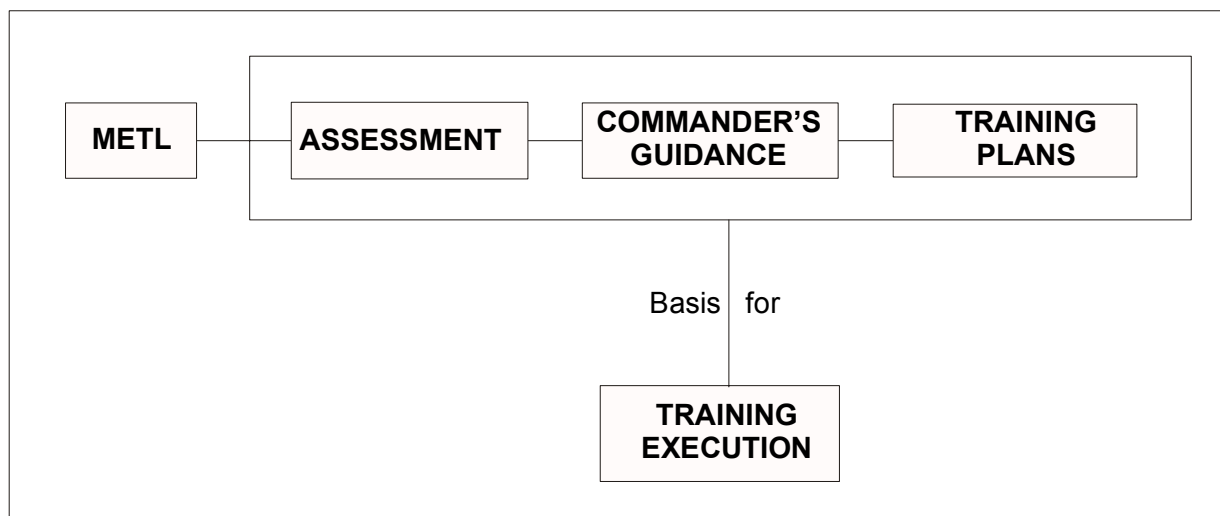 METL
ASSESSMENT
COMMANDER’S
GUIDANCE
TRAINING
PLANS
Basis for
TRAINING
EXECUTION